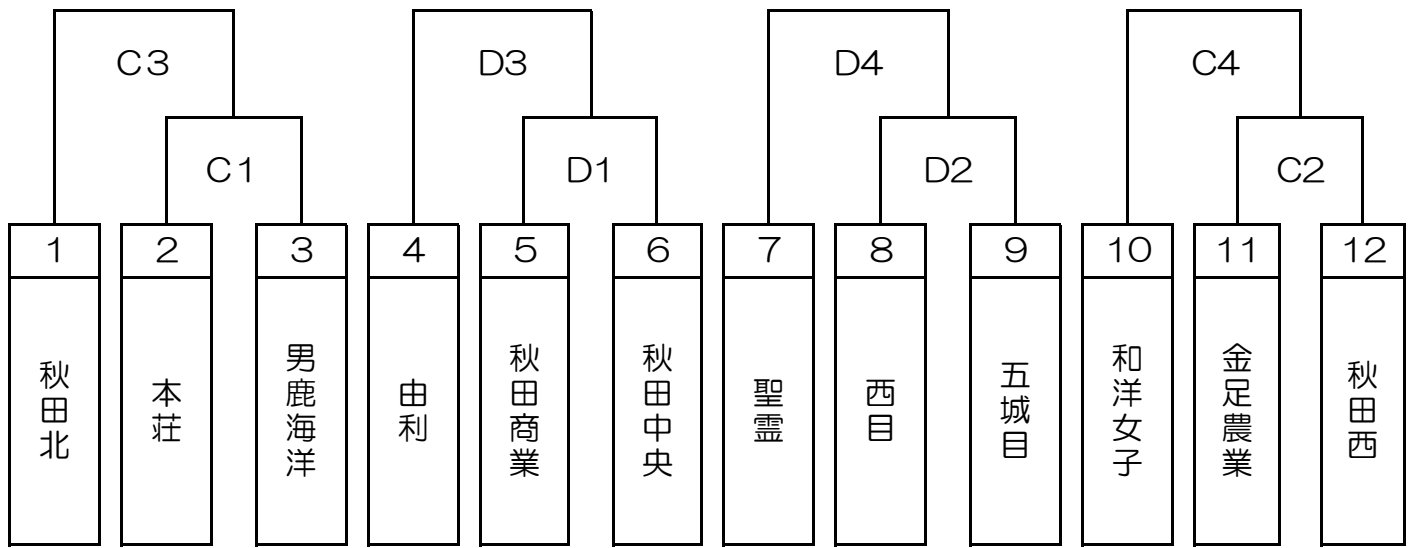 C3 D3 D4 C4
C1 D1 D2 C2
1 2 3 4 5 6 7 8 9 10 11 12
秋田北
本荘
男鹿海洋
由利
秋田商業
秋田中央
聖霊
西目
五城目
和洋女子
金足農業
秋田西